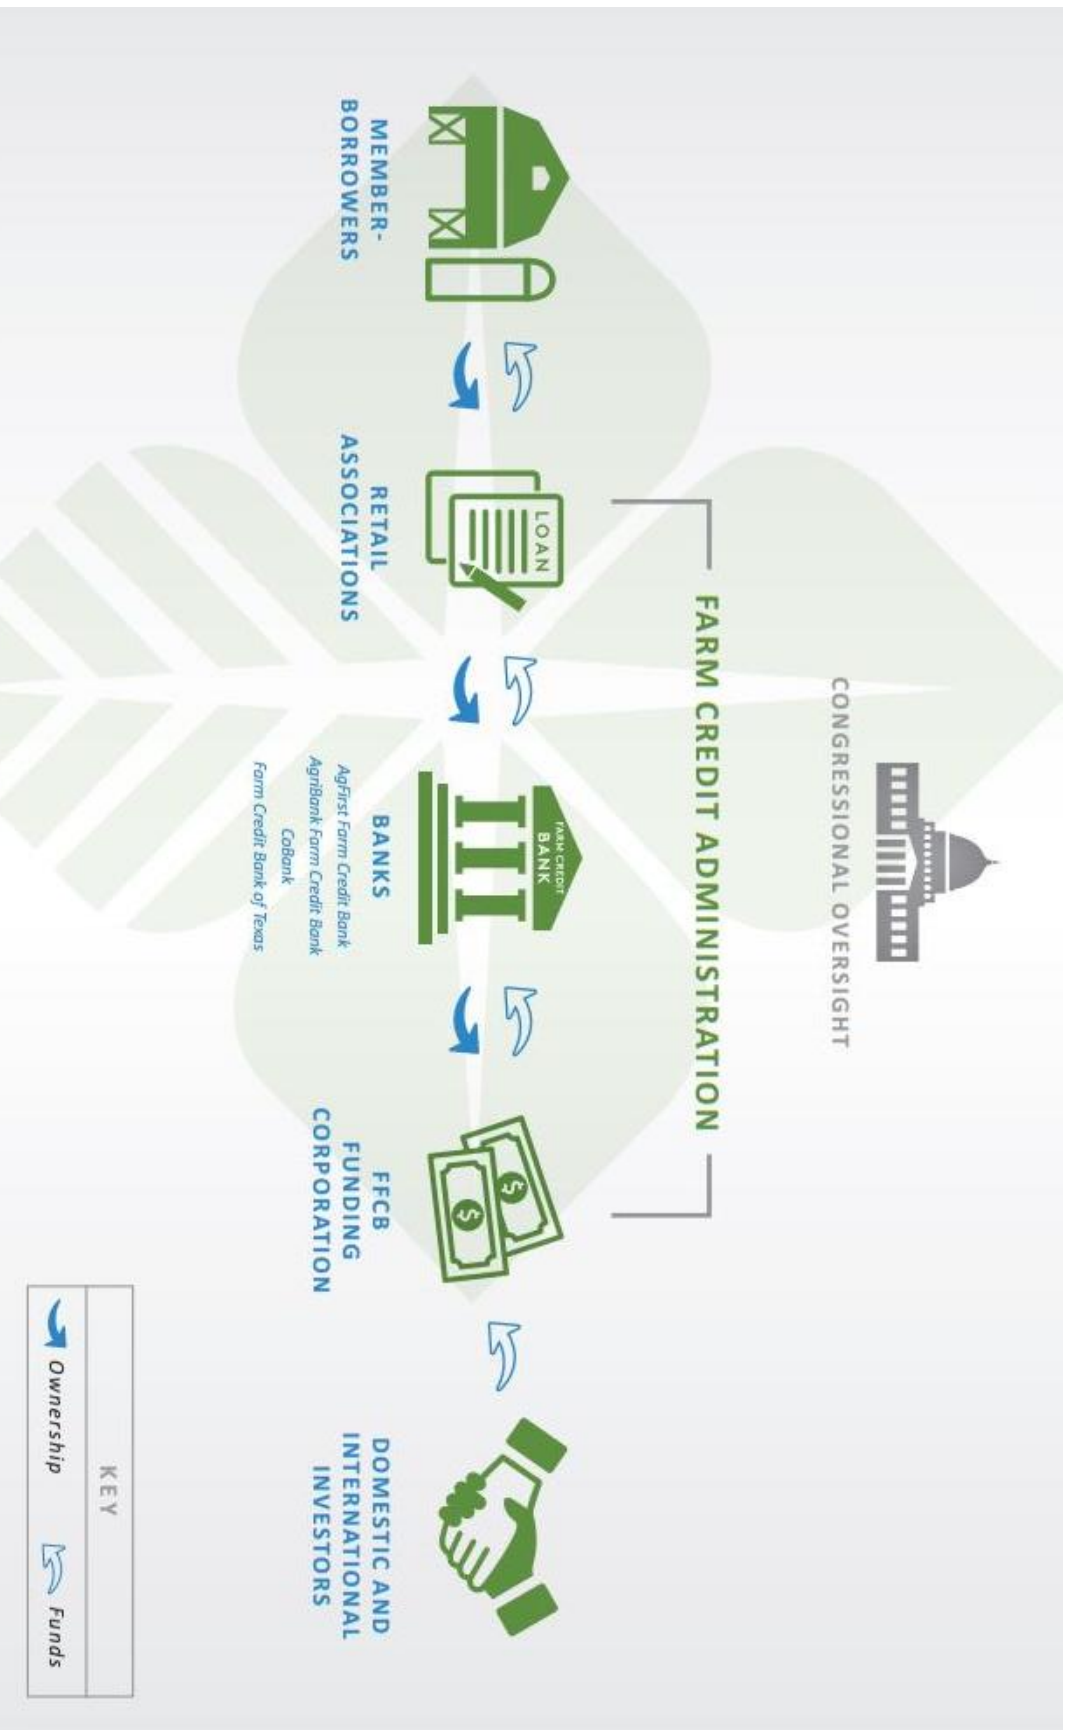 CONGRESSIONAL OVERSIGHT
FARM CREDIT ADMINISTRATION
LOAN
FARM CREDIT
BANK
$
$
MEMBER-
BORROWERS
RETAIL
ASSOCIATIONS
BANKS
AgFirst Farm Credit Bank
AgriBank Farm Credit Bank
CoBank
Farm Credit Bank of Texas
FFCB
FUNDING
CORPORATION
DOMESTIC AND
INTERNATIONAL
INVESTORS
KEY
Ownership Funds